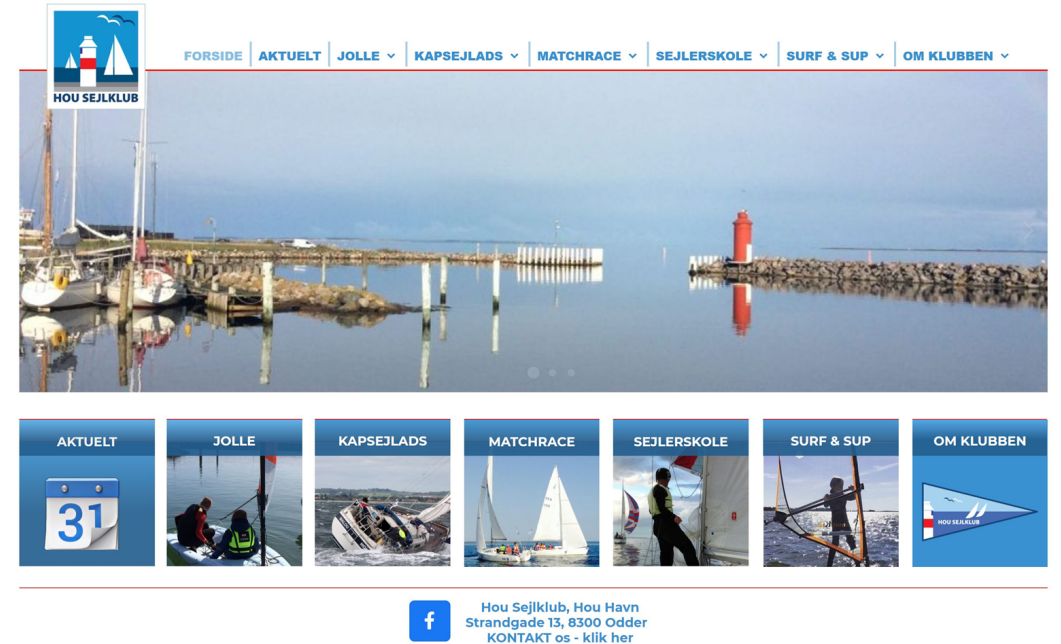 HOU SEJLKLUB
FORSIDE AKTUELT JOLLE KAPSEJLADS MATCHRACE SEJLERSKOLE SURF & SUP OM KLUBBEN
AKTUELT JOLLE KAPSEJLADS MATCHRACE SEJLERSKOLE SURF & SUP OM KLUBBEN
31
HOU SEJLKLUB
Hou Sejlklub, Hou Havn
Strandgade 13, 8300 Odder
KONTAKT os - klik her